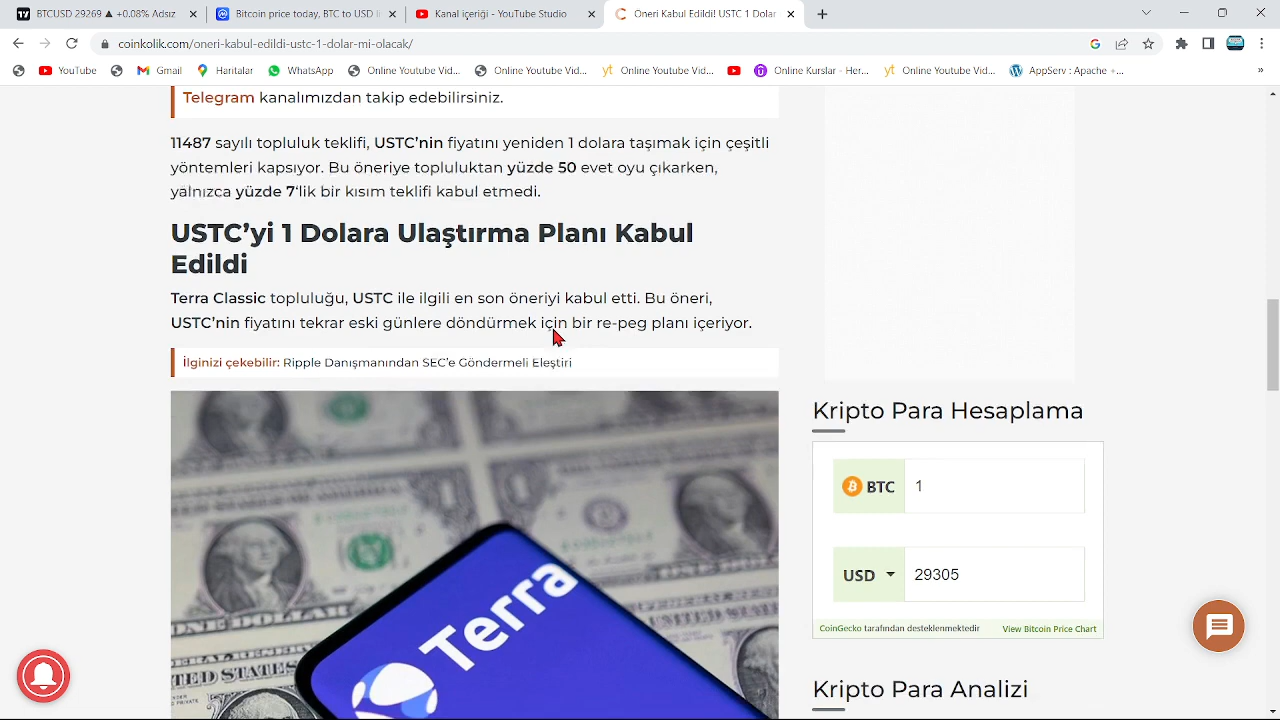 BTCUSD 29269 ▲ +0.08% Adsız
Bitcoin price today, BTC to USD li
Kanal içeriği - YouTube Studio
Öneri Kabul Edildi! USTC 1 Dolar
coinkolik.com/oneri-kabul-edildi-ustc-1-dolar-mi-olacak/
YouTube
Gmail
Haritalar
WhatsApp
Online Youtube Vid...
Online Youtube Vid...
Online Youtube Vid...
Online Kurslar - Her...
Online Youtube Vid...
AppServ : Apache +...
»
Telegram kanalımızdan takip edebilirsiniz.
11487 sayılı topluluk teklifi, USTC’nin fiyatını yeniden 1 dolara taşımak için çeşitli
yöntemleri kapsıyor. Bu öneriye topluluktan yüzde 50 evet oyu çıkarken,
yalnızca yüzde 7‘lik bir kısım teklifi kabul etmedi.
USTC’yi 1 Dolara Ulaştırma Planı Kabul
Edildi
Terra Classic topluluğu, USTC ile ilgili en son öneriyi kabul etti. Bu öneri,
USTC’nin fiyatını tekrar eski günlere döndürmek için bir re-peg planı içeriyor.
İlginizi çekebilir: Ripple Danışmanından SEC’e Göndermeli Eleştiri
Terra
Kripto Para Hesaplama
BTC 1
USD 29305
CoinGecko tarafından desteklenmektedir View Bitcoin Price Chart
Kripto Para Analizi